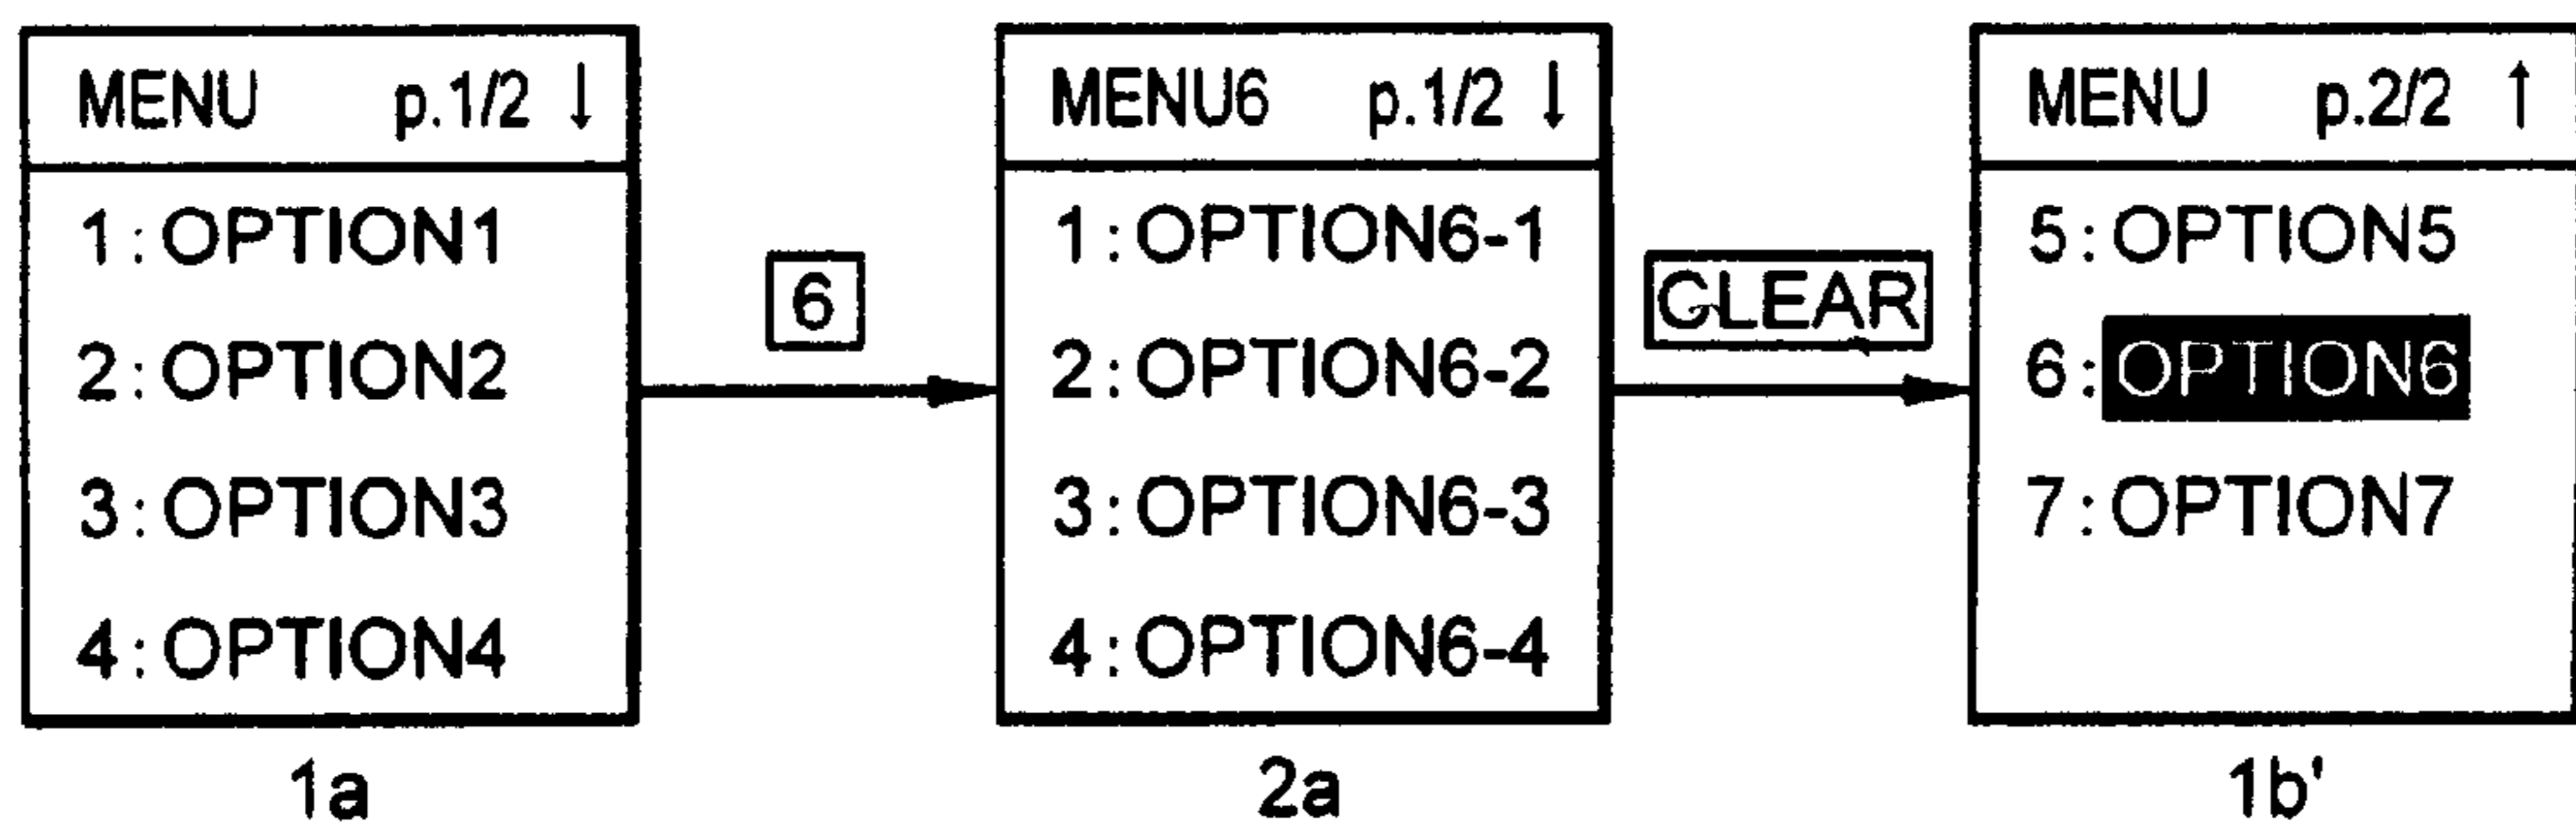 MENU p.1/2 ↓
1:OPTION1
2:OPTION2
3:OPTION3
4:OPTION4
1a
6
MENU6 p.1/2 ↓
1:OPTION6-1
2:OPTION6-2
3:OPTION6-3
4:OPTION6-4
2a
CLEAR
MENU p.2/2 ↑
5:OPTION5
6:OPTION6
7:OPTION7
1b'